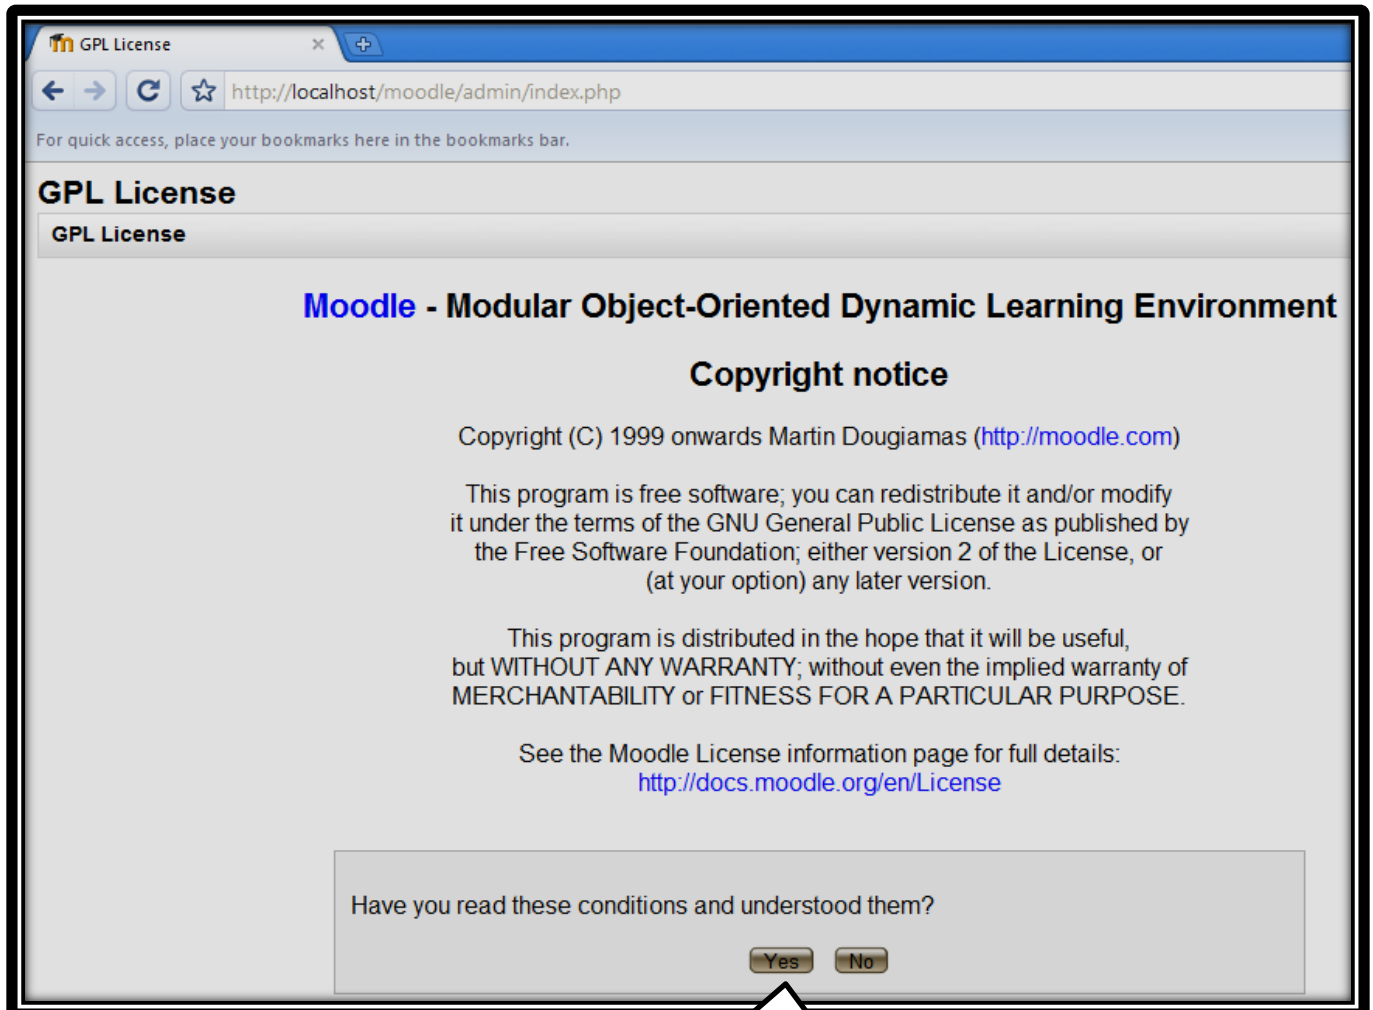 GPL License
http://localhost/moodle/admin/index.php
For quick access, place your bookmarks here in the bookmarks bar.
GPL License
GPL License
Moodle - Modular Object-Oriented Dynamic Learning Environment
Copyright notice
Copyright (C) 1999 onwards Martin Dougiamas (http://moodle.com)
This program is free software; you can redistribute it and/or modify
it under the terms of the GNU General Public License as published by
the Free Software Foundation; either version 2 of the License, or
(at your option) any later version.
This program is distributed in the hope that it will be useful,
but WITHOUT ANY WARRANTY; without even the implied warranty of
MERCHANTABILITY or FITNESS FOR A PARTICULAR PURPOSE.
See the Moodle License information page for full details:
http://docs.moodle.org/en/License
Have you read these conditions and understood them?
Yes No